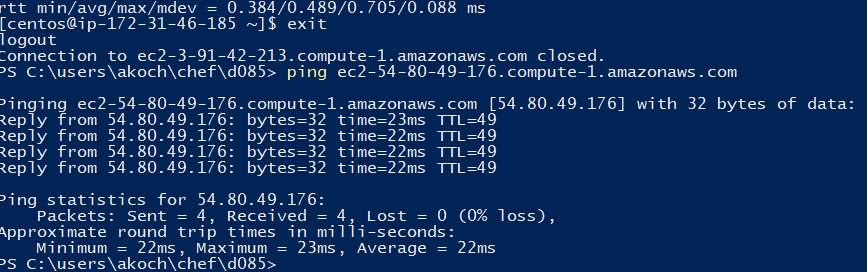 rtt min/avg/max/mdev = 0.384/0.489/0.705/0.088 ms
[centos@ip-172-31-46-185 ~]$ exit
logout
Connection to ec2-3-91-42-213.compute-1.amazonaws.com closed.
PS C:\users\akoch\chef\d085> ping ec2-54-80-49-176.compute-1.amazonaws.com
Pinging ec2-54-80-49-176.compute-1.amazonaws.com [54.80.49.176] with 32 bytes of data:
Reply from 54.80.49.176: bytes=32 time=23ms TTL=49
Reply from 54.80.49.176: bytes=32 time=22ms TTL=49
Reply from 54.80.49.176: bytes=32 time=22ms TTL=49
Reply from 54.80.49.176: bytes=32 time=22ms TTL=49
Ping statistics for 54.80.49.176:
    Packets: Sent = 4, Received = 4, Lost = 0 (0% loss),
Approximate round trip times in milli-seconds:
    Minimum = 22ms, Maximum = 23ms, Average = 22ms
PS C:\users\akoch\chef\d085>